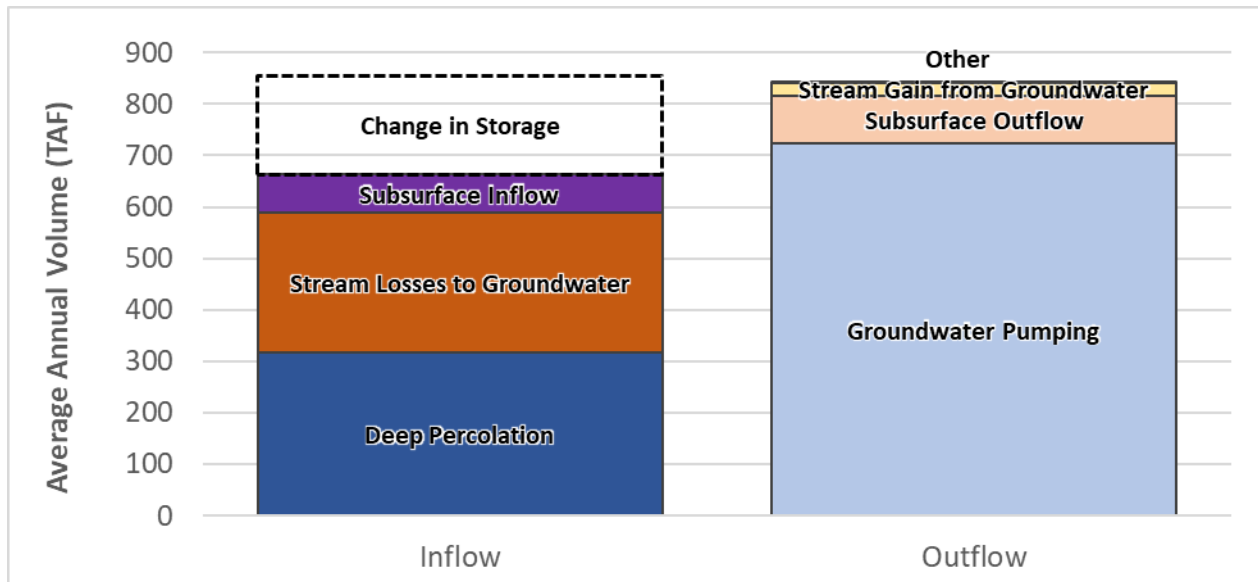 Average Annual Volume (TAF)
900
800
700
600
500
400
300
200
100
0
Change in Storage
Subsurface Inflow
Stream Losses to Groundwater
Deep Percolation
Inflow
Other
Stream Gain from Groundwater
Subsurface Outflow
Groundwater Pumping
Outflow